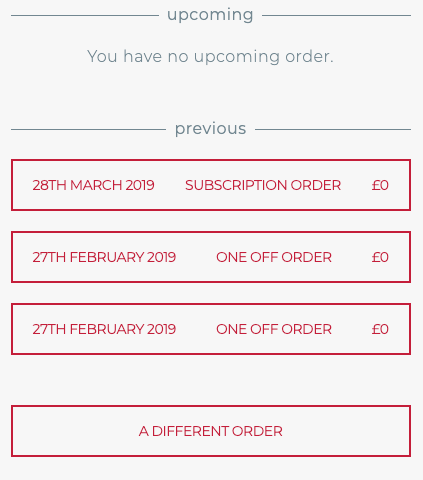 upcoming
You have no upcoming order.
previous
28TH MARCH 2019 SUBSCRIPTION ORDER £0
27TH FEBRUARY 2019 ONE OFF ORDER £0
27TH FEBRUARY 2019 ONE OFF ORDER £0
A DIFFERENT ORDER